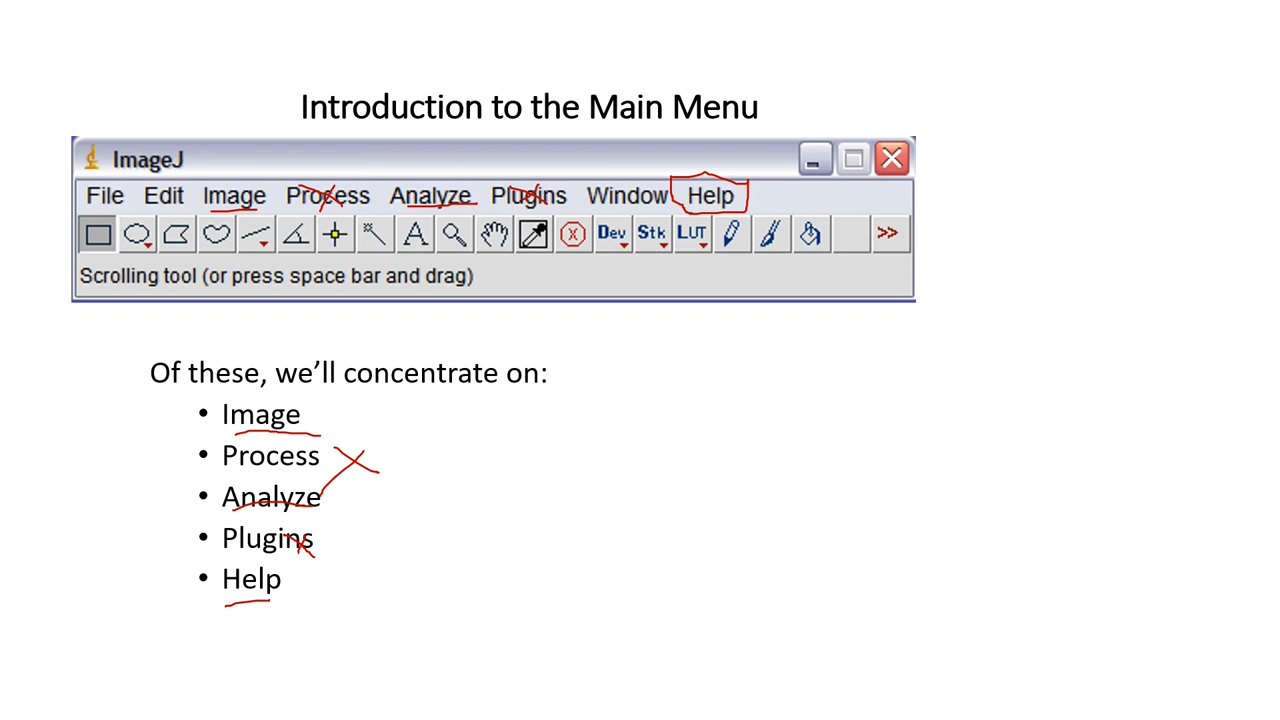 Introduction to the Main Menu
ImageJ
File Edit Image Process Analyze Plugins Window Help
A Dev Stk LUT >>
Scrolling tool (or press space bar and drag)
Of these, we’ll concentrate on:
• Image
• Process
• Analyze
• Plugins
• Help